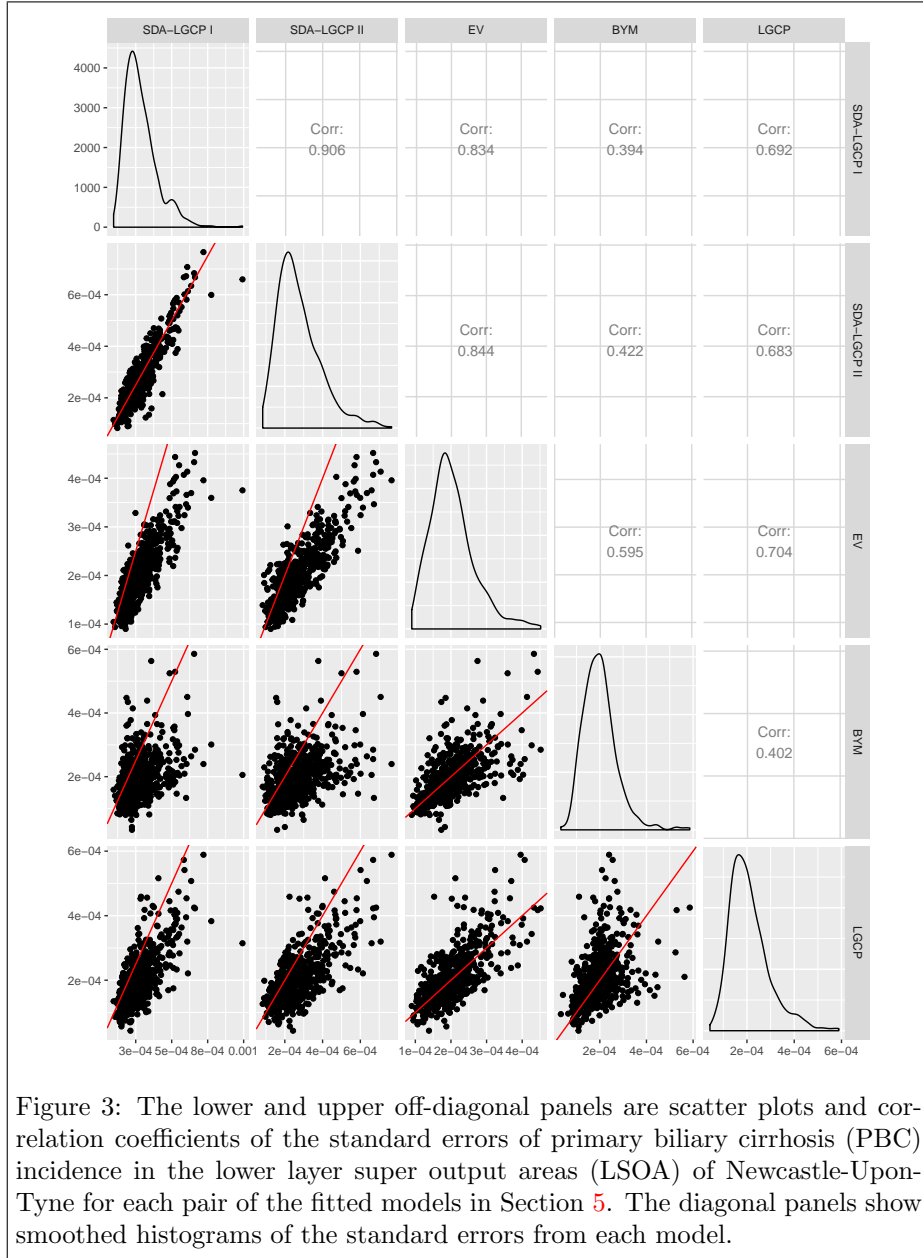 SDA−LGCP I
SDA−LGCP II
EV
BYM
LGCP
4000
3000
2000
1000
0
Corr:
0.906
Corr:
0.834
Corr:
0.394
Corr:
0.692
SDA−LGCP I
6e−04
4e−04
2e−04
Corr:
0.844
Corr:
0.422
Corr:
0.683
SDA−LGCP II
4e−04
3e−04
2e−04
1e−04
Corr:
0.595
Corr:
0.704
EV
6e−04
4e−04
2e−04
Corr:
0.402
BYM
6e−04
4e−04
2e−04
LGCP
3e−04 5e−04 8e−04 0.001
2e−04 4e−04 6e−04
1e−04 2e−04 3e−04 4e−04
2e−04 4e−04 6e−04
2e−04 4e−04 6e−04
Figure 3: The lower and upper off-diagonal panels are scatter plots and cor-
relation coefficients of the standard errors of primary biliary cirrhosis (PBC)
incidence in the lower layer super output areas (LSOA) of Newcastle-Upon-
Tyne for each pair of the fitted models in Section 5. The diagonal panels show
smoothed histograms of the standard errors from each model.